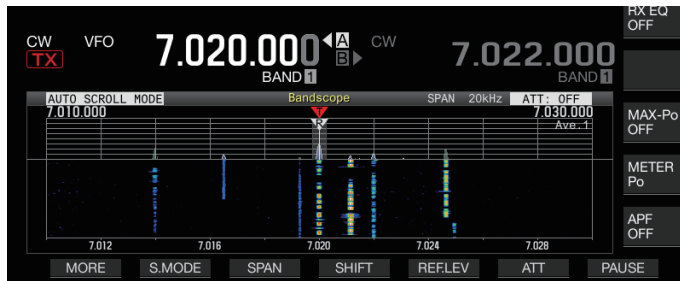 RX EQ
OFF
CW VFO 7.020.000 A CW 7.022.000
TX B
BAND 1 BAND 1
AUTO SCROLL MODE Bandscope SPAN 20kHz ATT: OFF
7.010.000 T 7.030.000
R Ave.1
MAX-Po
OFF
METER
Po
APF
OFF
7.012 7.016 7.020 7.024 7.028
MORE S.MODE SPAN SHIFT REF.LEV ATT PAUSE